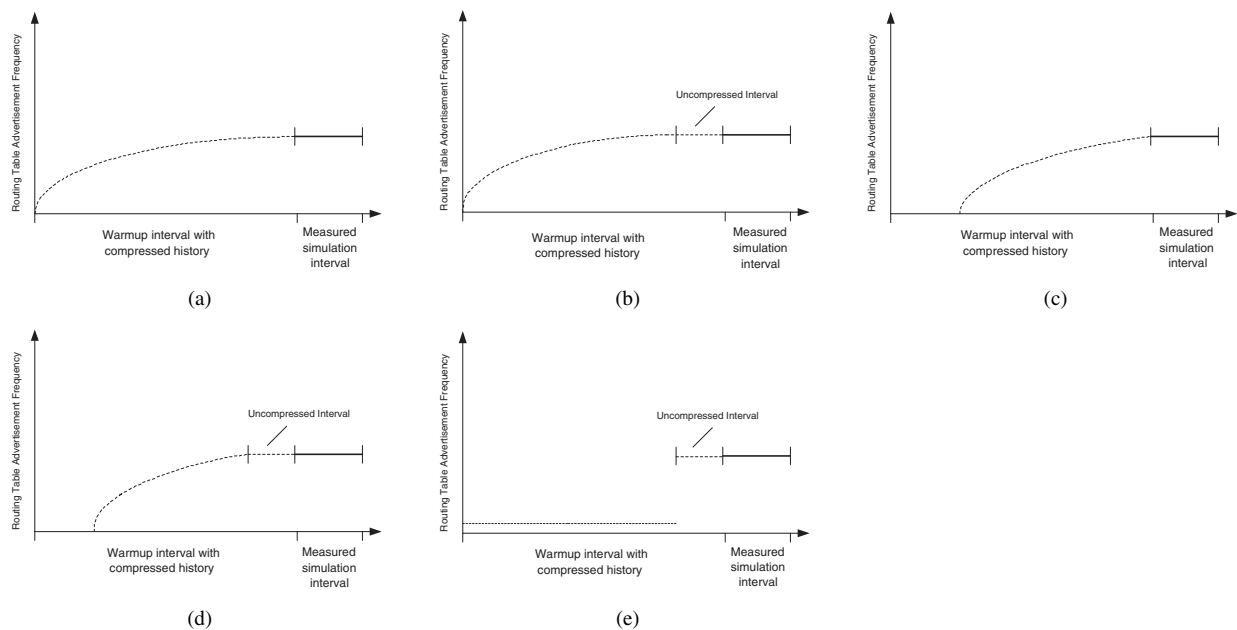 Routing Table Advertisement Frequency
Warmup interval with
compressed history
Measured
simulation
interval
(a)
Routing Table Advertisement Frequency
Uncompressed Interval
Warmup interval with
compressed history
Measured
simulation
interval
(b)
Routing Table Advertisement Frequency
Warmup interval with
compressed history
Measured
simulation
interval
(c)
Routing Table Advertisement Frequency
Uncompressed Interval
Warmup interval with
compressed history
Measured
simulation
interval
(d)
Routing Table Advertisement Frequency
Uncompressed Interval
Warmup interval with
compressed history
Measured
simulation
interval
(e)